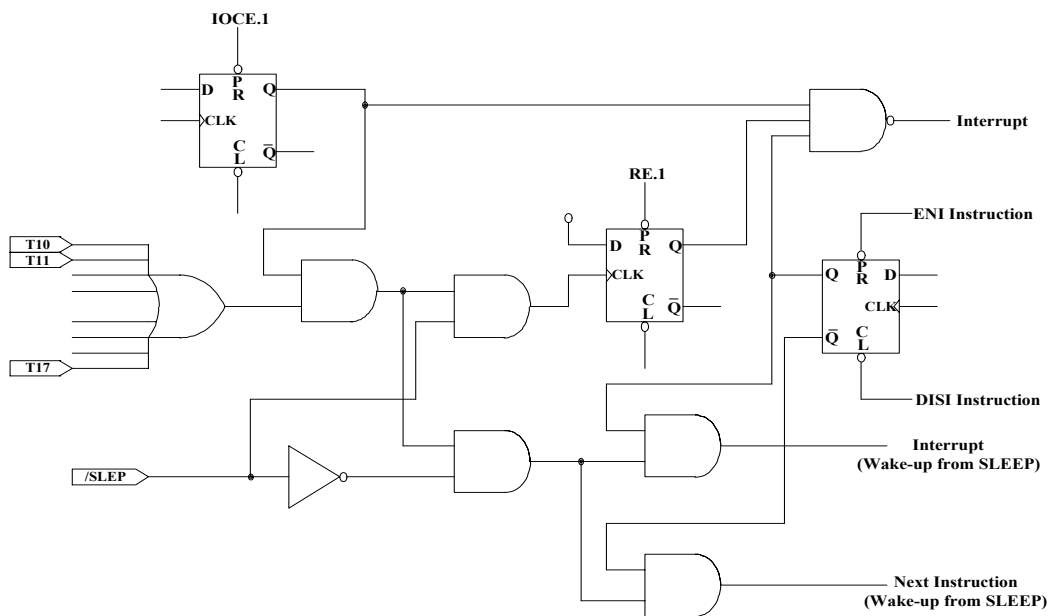 IOCE.1
D
P
R
Q
CLK
C
L
Q̅
Interrupt
RE.1
ENI Instruction
T10
T11
D
P
R
Q
CLK
C
L
Q̅
Q
P
R
D
CLK
Q̅
C
L
T17
DISI Instruction
Interrupt
(Wake-up from SLEEP)
/SLEP
Next Instruction
(Wake-up from SLEEP)